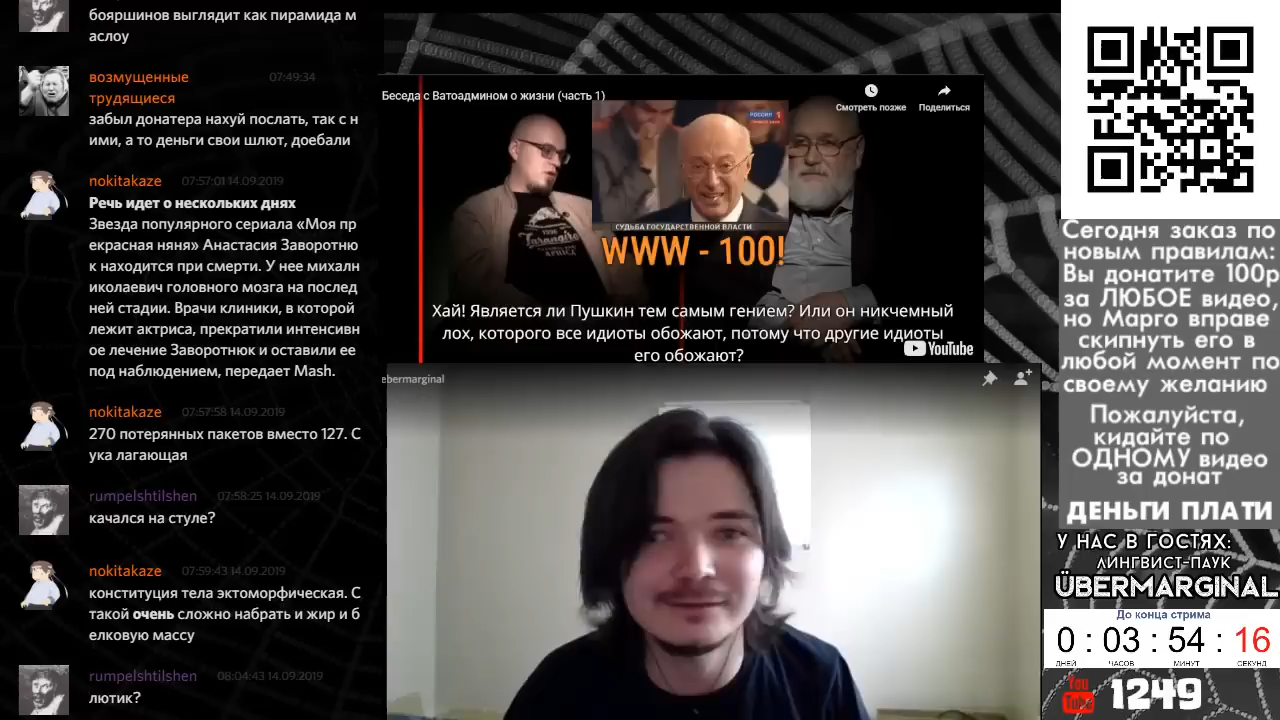 бояршинов выглядит как пирамида м
аслоу
возмущенные
трудящиеся
07:49:34
забыл донатера нахуй послать, так с н
ими, а то деньги свои шлют, доебали
nokitakaze 07:57:01 14.09.2019
Речь идет о нескольких днях
Звезда популярного сериала «Моя пр
екрасная няня» Анастасия Заворотню
к находится при смерти. У нее михалн
иколаевич головного мозга на послед
ней стадии. Врачи клиники, в которой
лежит актриса, прекратили интенсивн
ое лечение Заворотнюк и оставили ее
под наблюдением, передает Mash.
nokitakaze 07:57:58 14.09.2019
270 потерянных пакетов вместо 127. С
ука лагающая
rumpelshtilshen 07:58:25 14.09.2019
качался на стуле?
nokitakaze 07:59:43 14.09.2019
конституция тела эктоморфическая. С
такой очень сложно набрать и жир и б
елковую массу
rumpelshtilshen 08:04:43 14.09.2019
лютик?
Беседа с Ватоадмином о жизни (часть 1)
Смотреть позже
Поделиться
РОССИЯ 1
СУДЬБА ГОСУДАРСТВЕННОЙ ВЛАСТИ
WWW - 100!
Хай! Является ли Пушкин тем самым гением? Или он никчемный
лох, которого все идиоты обожают, потому что другие идиоты
его обожают?
YouTube
ebermarginal
Сегодня заказ по
новым правилам:
Вы донатите 100р
за ЛЮБОЕ видео,
но Марго вправе
скипнуть его в
любой момент по
своему желанию
Пожалуйста,
кидайте по
ОДНОМУ видео
за донат
ДЕНЬГИ ПЛАТИ
У НАС В ГОСТЯХ:
ЛИНГВИСТ-ПАУК
ÜBERMARGINAL
До конца стрима
0 : 03 : 54 : 16
ДНЕЙ ЧАСОВ МИНУТ СЕКУНД
You Tube 1249